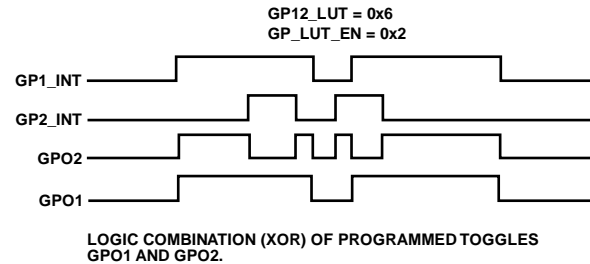 GP12_LUT = 0x6
GP_LUT_EN = 0x2
GP1_INT
GP2_INT
GPO2
GPO1
LOGIC COMBINATION (XOR) OF PROGRAMMED TOGGLES
GPO1 AND GPO2.